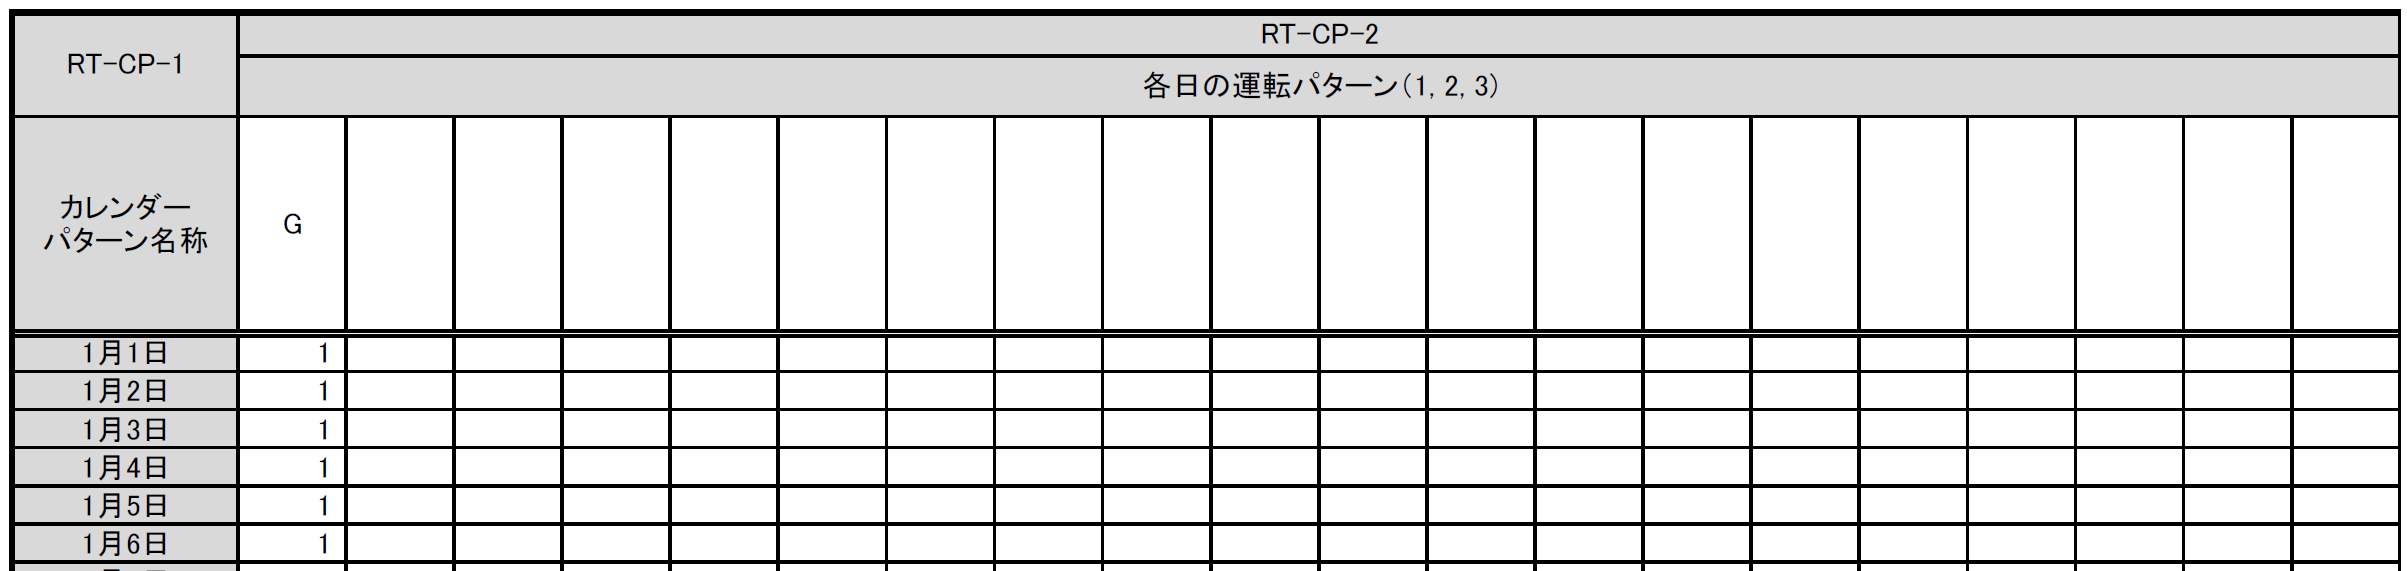 RT-CP-1
RT-CP-2
各日の運転パターン(1, 2, 3)
カレンダー
パターン名称
G
1月1日 1
1月2日 1
1月3日 1
1月4日 1
1月5日 1
1月6日 1